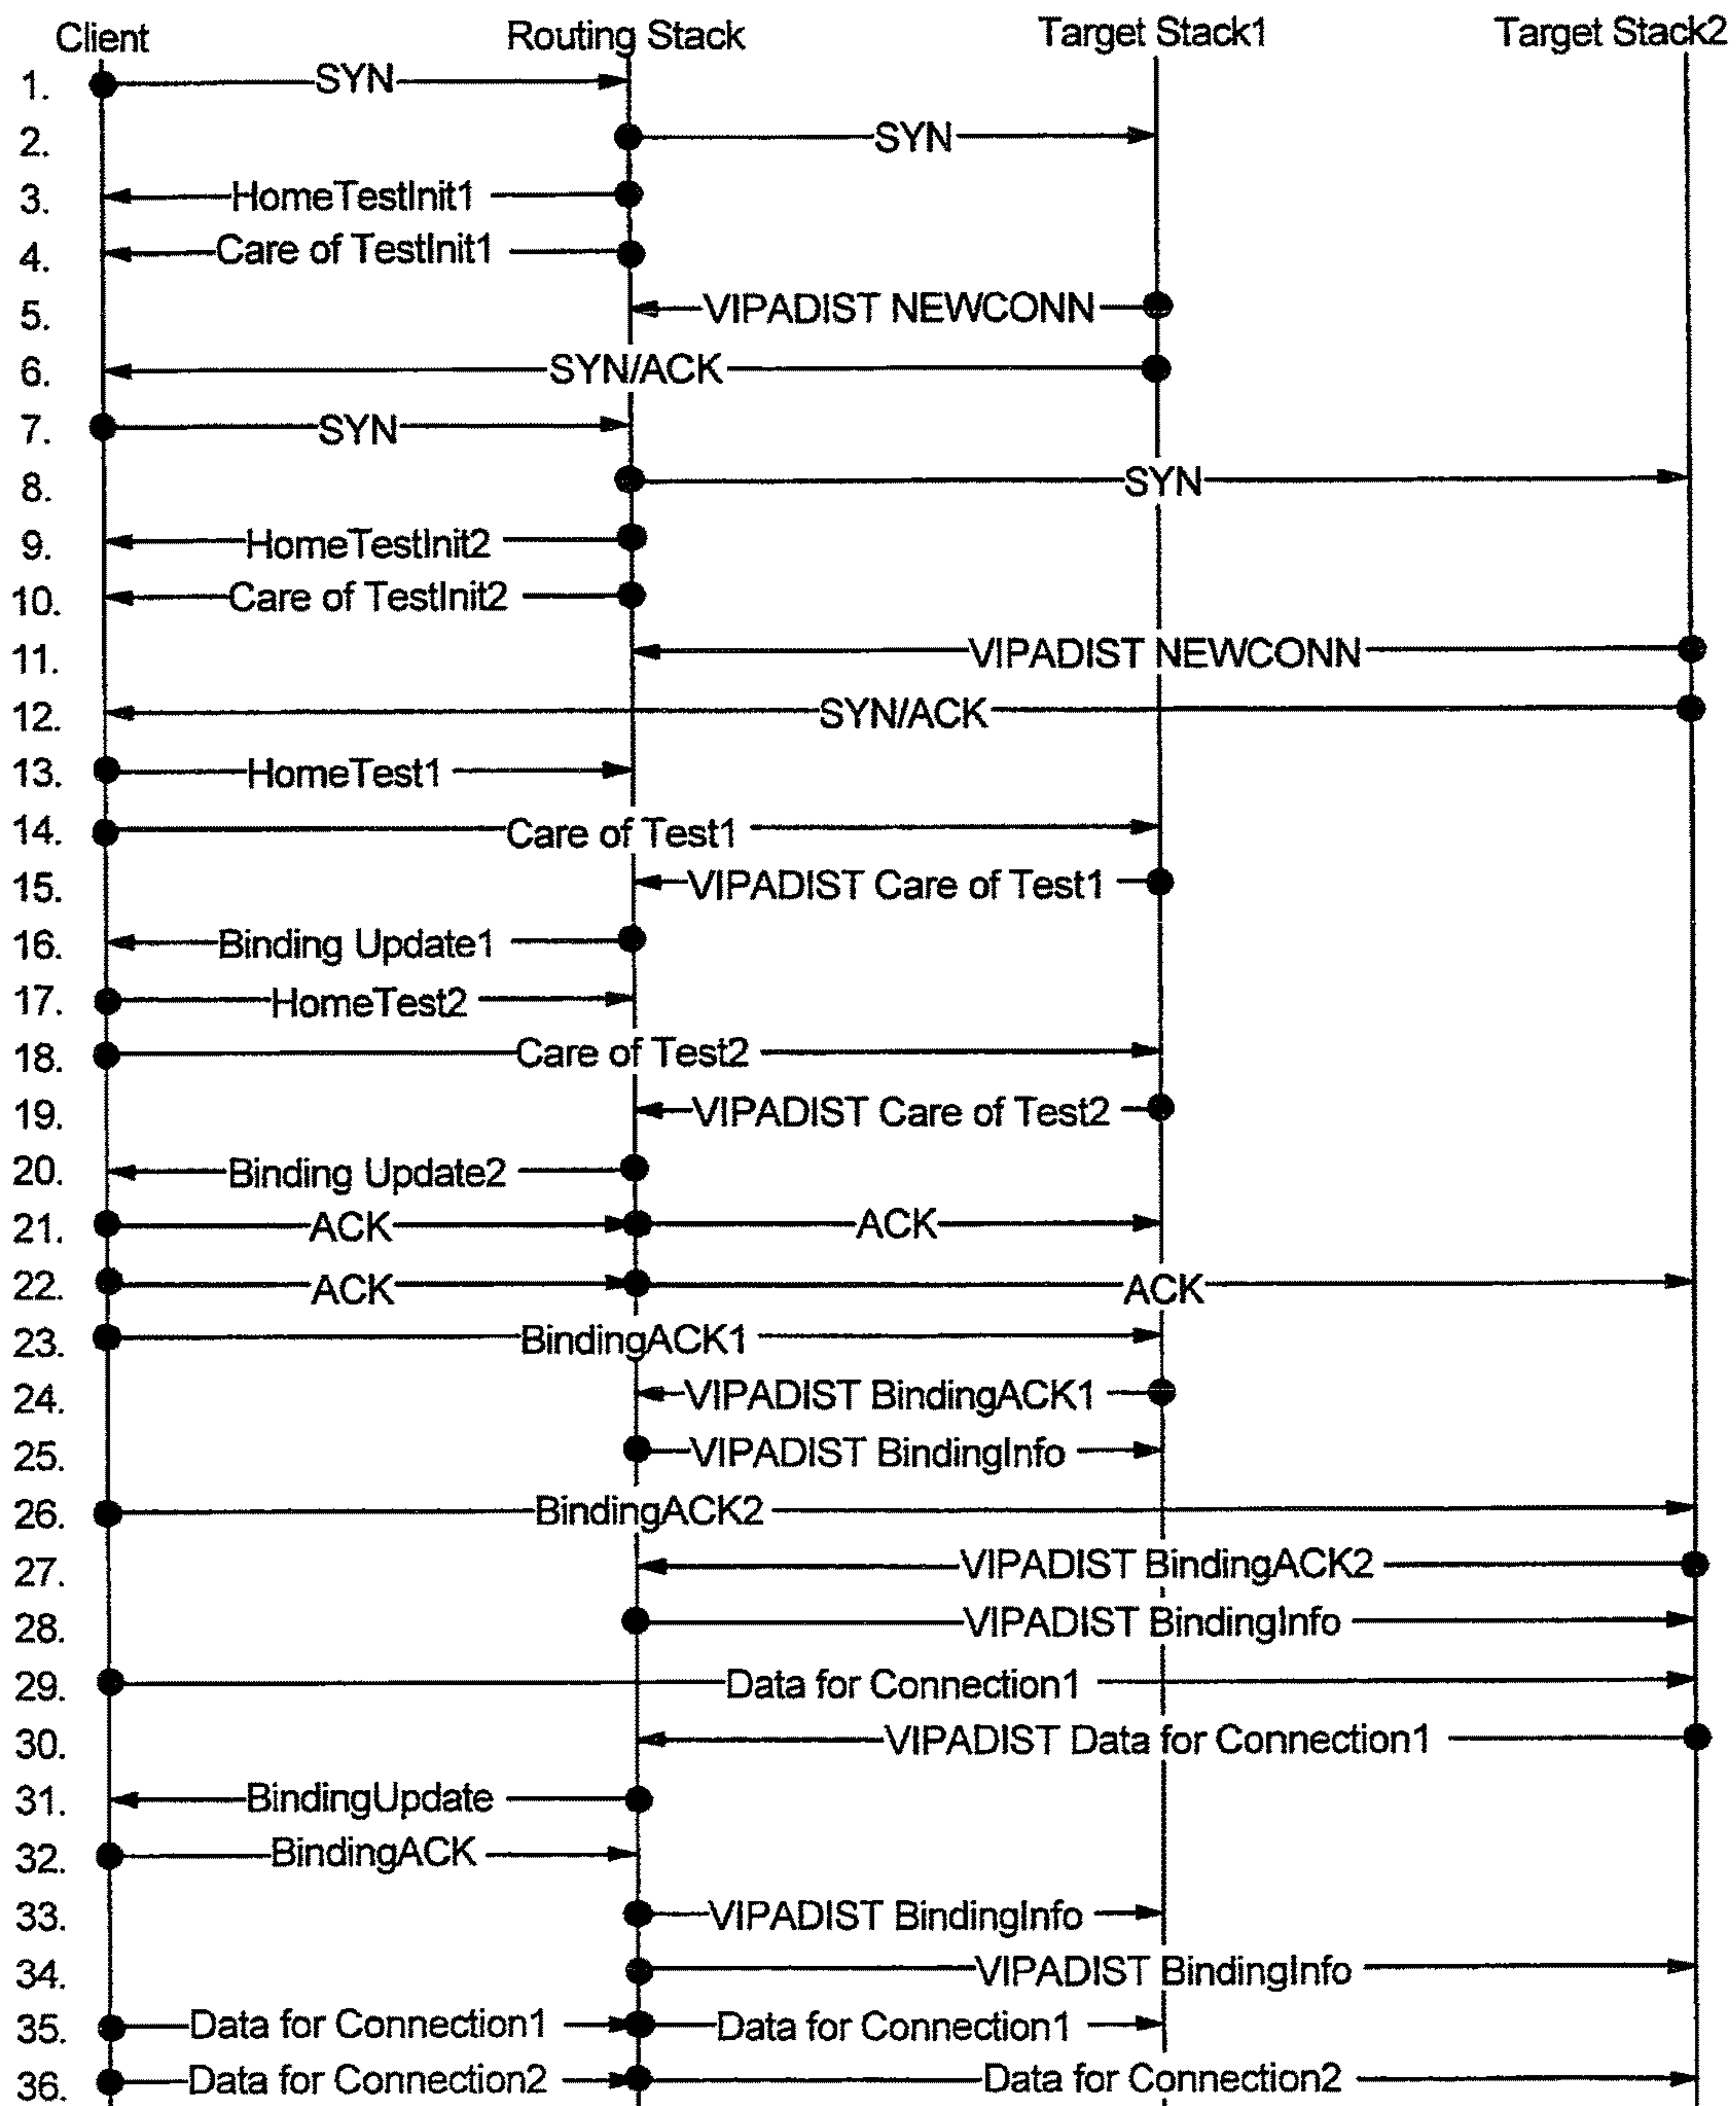 Client Routing Stack Target Stack1 Target Stack2
1. SYN
2. SYN
3. HomeTestInit1
4. Care of TestInit1
5. VIPADIST NEWCONN
6. SYN/ACK
7. SYN
8. SYN
9. HomeTestInit2
10. Care of TestInit2
11. VIPADIST NEWCONN
12. SYN/ACK
13. HomeTest1
14. Care of Test1
15. VIPADIST Care of Test1
16. Binding Update1
17. HomeTest2
18. Care of Test2
19. VIPADIST Care of Test2
20. Binding Update2
21. ACK ACK
22. ACK ACK
23. BindingACK1
24. VIPADIST BindingACK1
25. VIPADIST BindingInfo
26. BindingACK2
27. VIPADIST BindingACK2
28. VIPADIST BindingInfo
29. Data for Connection1
30. VIPADIST Data for Connection1
31. BindingUpdate
32. BindingACK
33. VIPADIST BindingInfo
34. VIPADIST BindingInfo
35. Data for Connection1 Data for Connection1
36. Data for Connection2 Data for Connection2